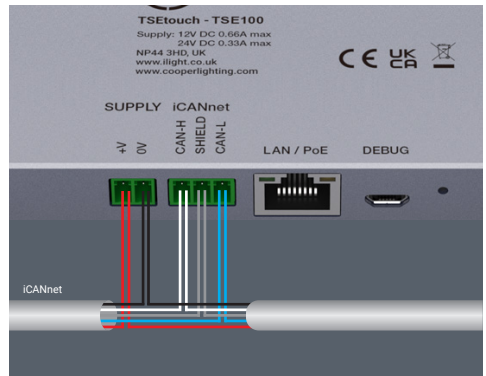 TSEtouch - TSE100
Supply: 12V DC 0.66A max
24V DC 0.33A max
NP44 3HD, UK
www.ilight.co.uk
www.cooperlighting.com
CE UK CA
SUPPLY iCANnet
+V 0V CAN-H SHIELD CAN-L
LAN / PoE DEBUG
iCANnet